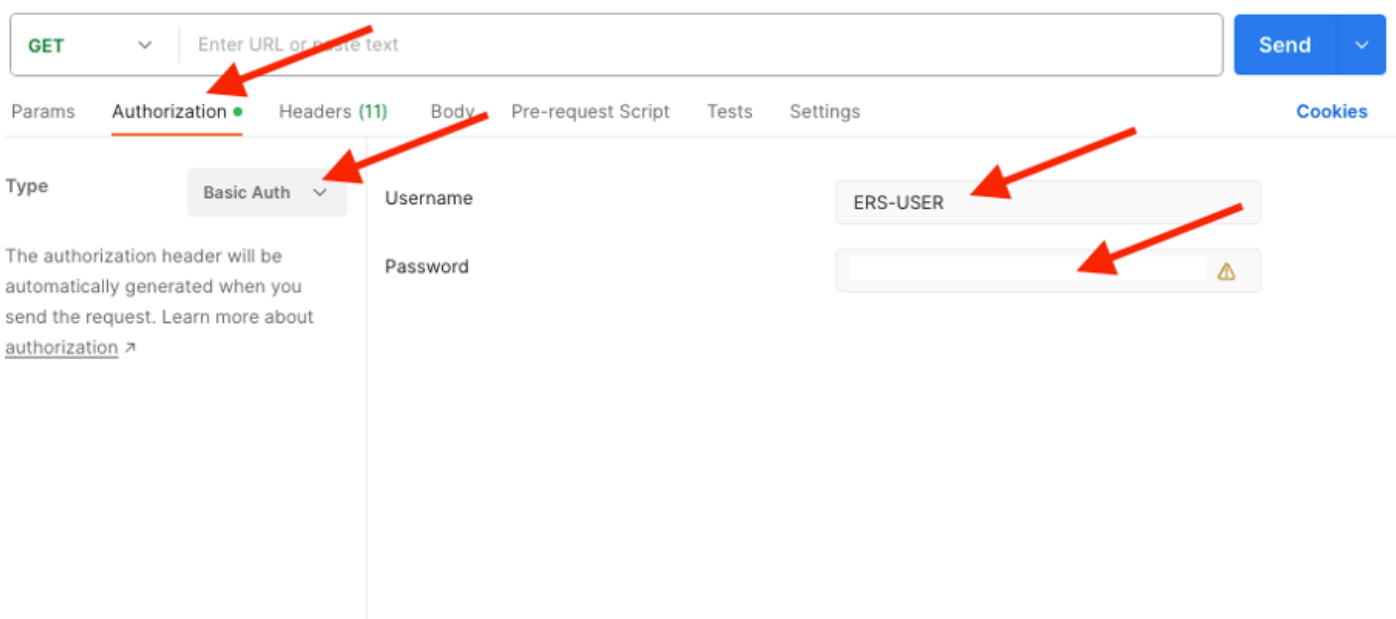 GET Enter URL or paste text Send
Params Authorization Headers (11) Body Pre-request Script Tests Settings Cookies
Type Basic Auth
The authorization header will be
automatically generated when you
send the request. Learn more about
authorization ↗
Username ERS-USER
Password